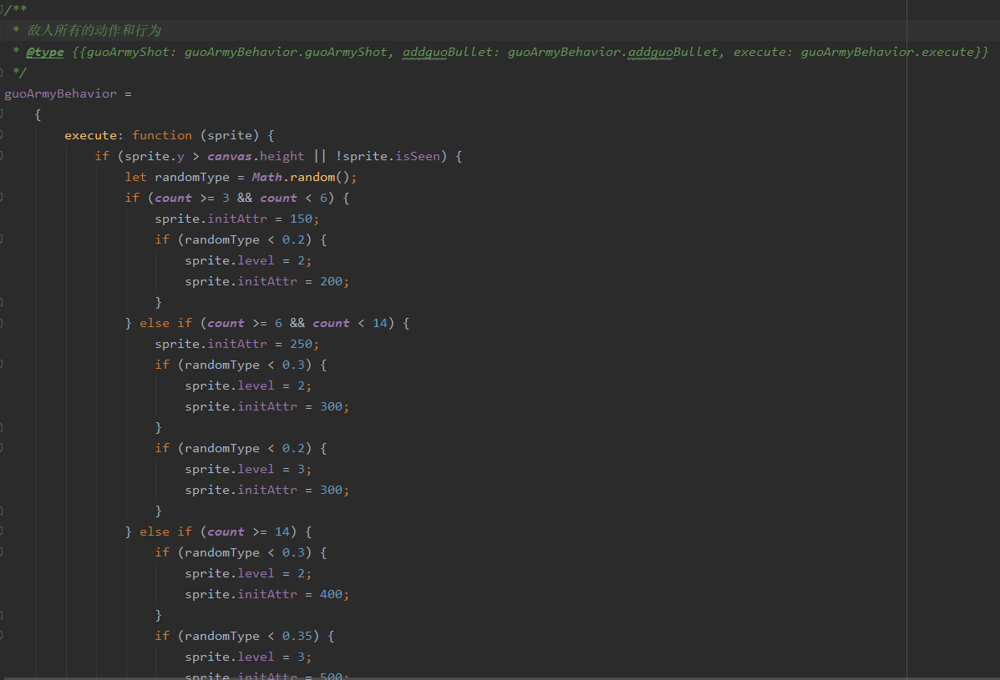 /**
 * 敌人所有的动作和行为
 * @type {{guoArmyShot: guoArmyBehavior.guoArmyShot, addguoBullet: guoArmyBehavior.addguoBullet, execute: guoArmyBehavior.execute}}
 */
guoArmyBehavior =
    {
        execute: function (sprite) {
            if (sprite.y > canvas.height || !sprite.isSeen) {
                let randomType = Math.random();
                if (count >= 3 && count < 6) {
                    sprite.initAttr = 150;
                    if (randomType < 0.2) {
                        sprite.level = 2;
                        sprite.initAttr = 200;
                    }
                } else if (count >= 6 && count < 14) {
                    sprite.initAttr = 250;
                    if (randomType < 0.3) {
                        sprite.level = 2;
                        sprite.initAttr = 300;
                    }
                    if (randomType < 0.2) {
                        sprite.level = 3;
                        sprite.initAttr = 300;
                    }
                } else if (count >= 14) {
                    if (randomType < 0.3) {
                        sprite.level = 2;
                        sprite.initAttr = 400;
                    }
                    if (randomType < 0.35) {
                        sprite.level = 3;
                        sprite.initAttr = 500;